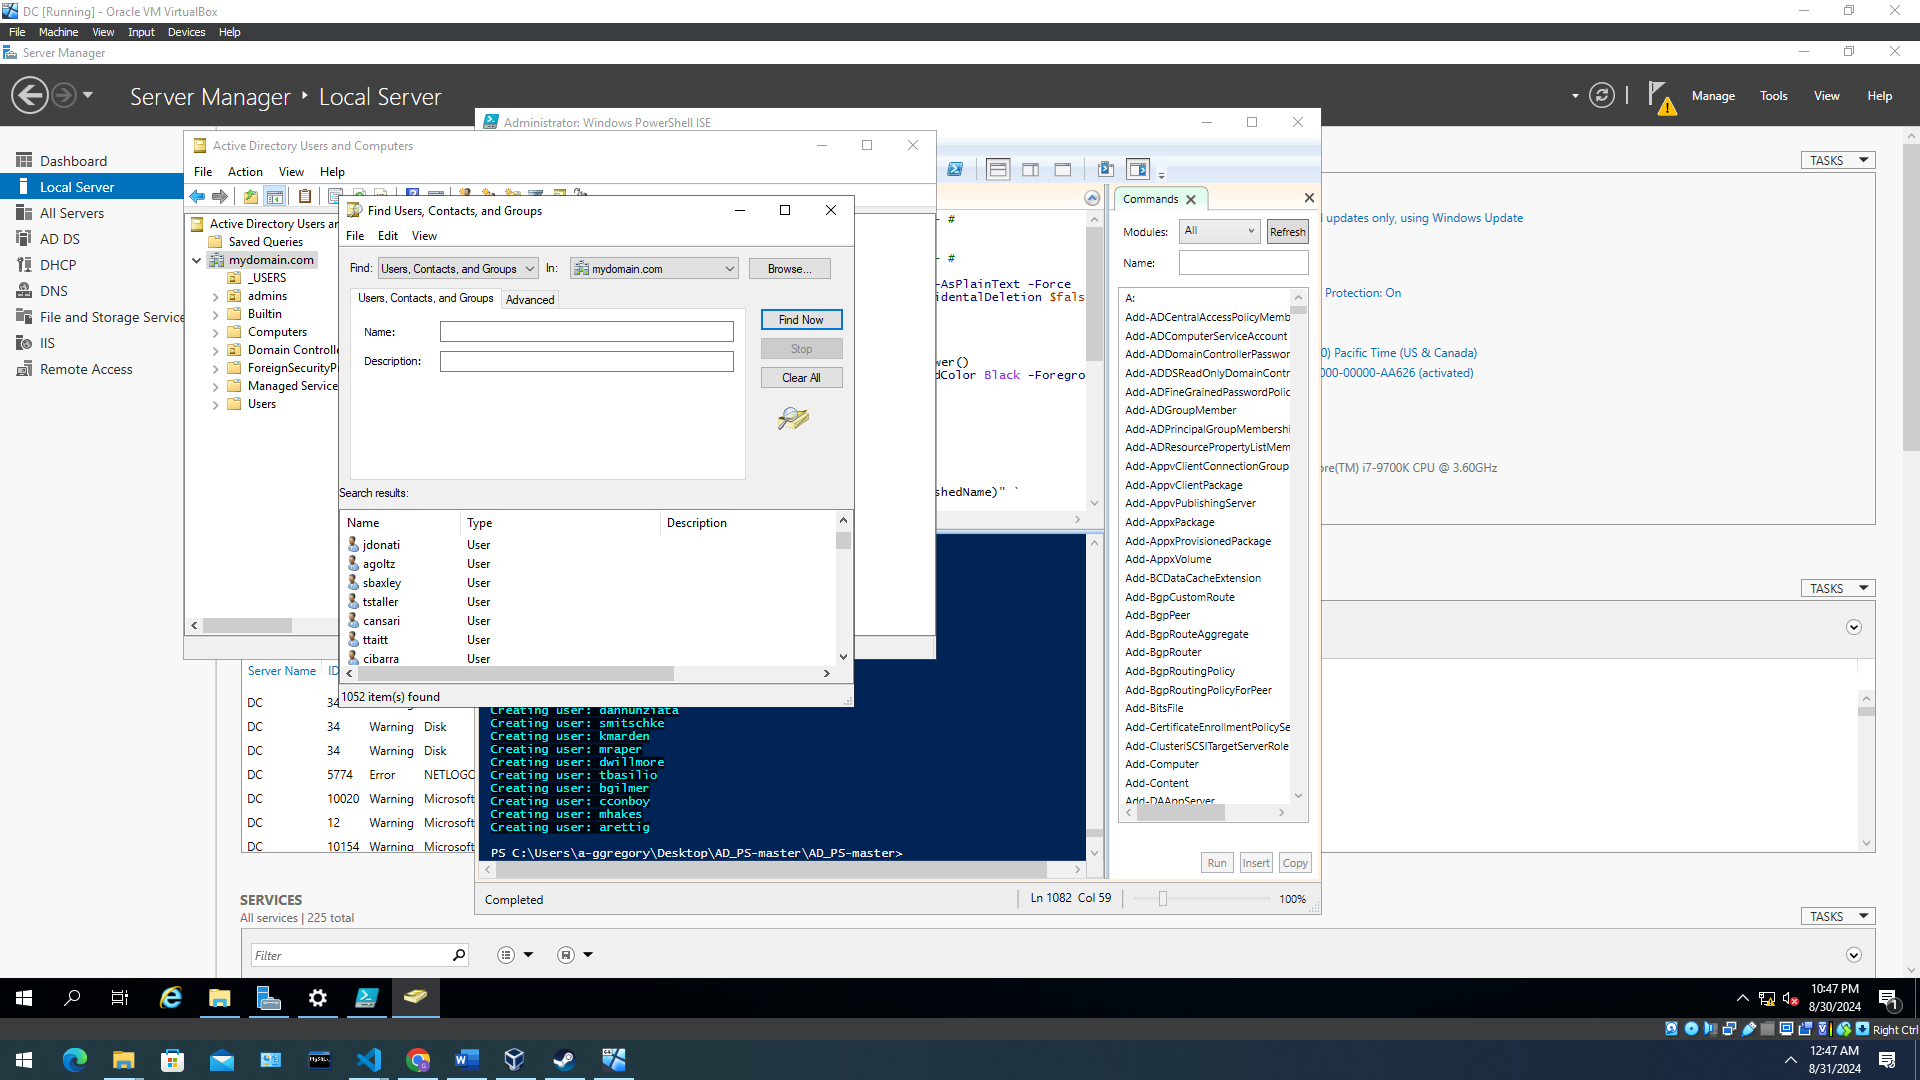 DC [Running] - Oracle VM VirtualBox
File Machine View Input Devices Help
Server Manager
Server Manager ‣ Local Server
Manage Tools View Help
Dashboard
Local Server
All Servers
AD DS
DHCP
DNS
File and Storage Service
IIS
Remote Access
Active Directory Users and Computers
File Action View Help
Active Directory Users an
Saved Queries
mydomain.com
_USERS
admins
Builtin
Computers
Domain Controlle
ForeignSecurityPr
Managed Service
Users
Find Users, Contacts, and Groups
File Edit View
Find: Users, Contacts, and Groups In: mydomain.com Browse...
Users, Contacts, and Groups Advanced
Name:
Description:
Find Now
Stop
Clear All
Search results:
Name Type Description
jdonati User
agoltz User
sbaxley User
tstaller User
cansari User
ttaitt User
cibarra User
1052 item(s) found
Administrator: Windows PowerShell ISE
- #
- #
-AsPlainText -Force
identalDeletion $fals
wer()
dColor Black -Foregro
shedName)" `
Creating user: dannunziata
Creating user: smitschke
Creating user: kmarden
Creating user: mraper
Creating user: dwillmore
Creating user: tbasilio
Creating user: bgilmer
Creating user: cconboy
Creating user: mhakes
Creating user: arettig
PS C:\Users\a-ggregory\Desktop\AD_PS-master\AD_PS-master>
Completed
Ln 1082 Col 59
100%
Commands
Modules: All Refresh
Name:
A:
Add-ADCentralAccessPolicyMemb
Add-ADComputerServiceAccount
Add-ADDomainControllerPasswor
Add-ADDSReadOnlyDomainContr
Add-ADFineGrainedPasswordPolic
Add-ADGroupMember
Add-ADPrincipalGroupMembershi
Add-ADResourcePropertyListMem
Add-AppvClientConnectionGroup
Add-AppvClientPackage
Add-AppvPublishingServer
Add-AppxPackage
Add-AppxProvisionedPackage
Add-AppxVolume
Add-BCDataCacheExtension
Add-BgpCustomRoute
Add-BgpPeer
Add-BgpRouteAggregate
Add-BgpRouter
Add-BgpRoutingPolicy
Add-BgpRoutingPolicyForPeer
Add-BitsFile
Add-CertificateEnrollmentPolicySe
Add-ClusteriSCSITargetServerRole
Add-Computer
Add-Content
Add-DAAppServer
Run Insert Copy
TASKS
updates only, using Windows Update
Protection: On
0) Pacific Time (US & Canada)
000-00000-AA626 (activated)
ore(TM) i7-9700K CPU @ 3.60GHz
TASKS
Server Name ID
DC 34
DC 34 Warning Disk
DC 34 Warning Disk
DC 5774 Error NETLOGO
DC 10020 Warning Microsoft
DC 12 Warning Microsoft
DC 10154 Warning Microsoft
SERVICES
All services | 225 total
TASKS
Filter
10:47 PM
8/30/2024
1
Right Ctrl
12:47 AM
8/31/2024